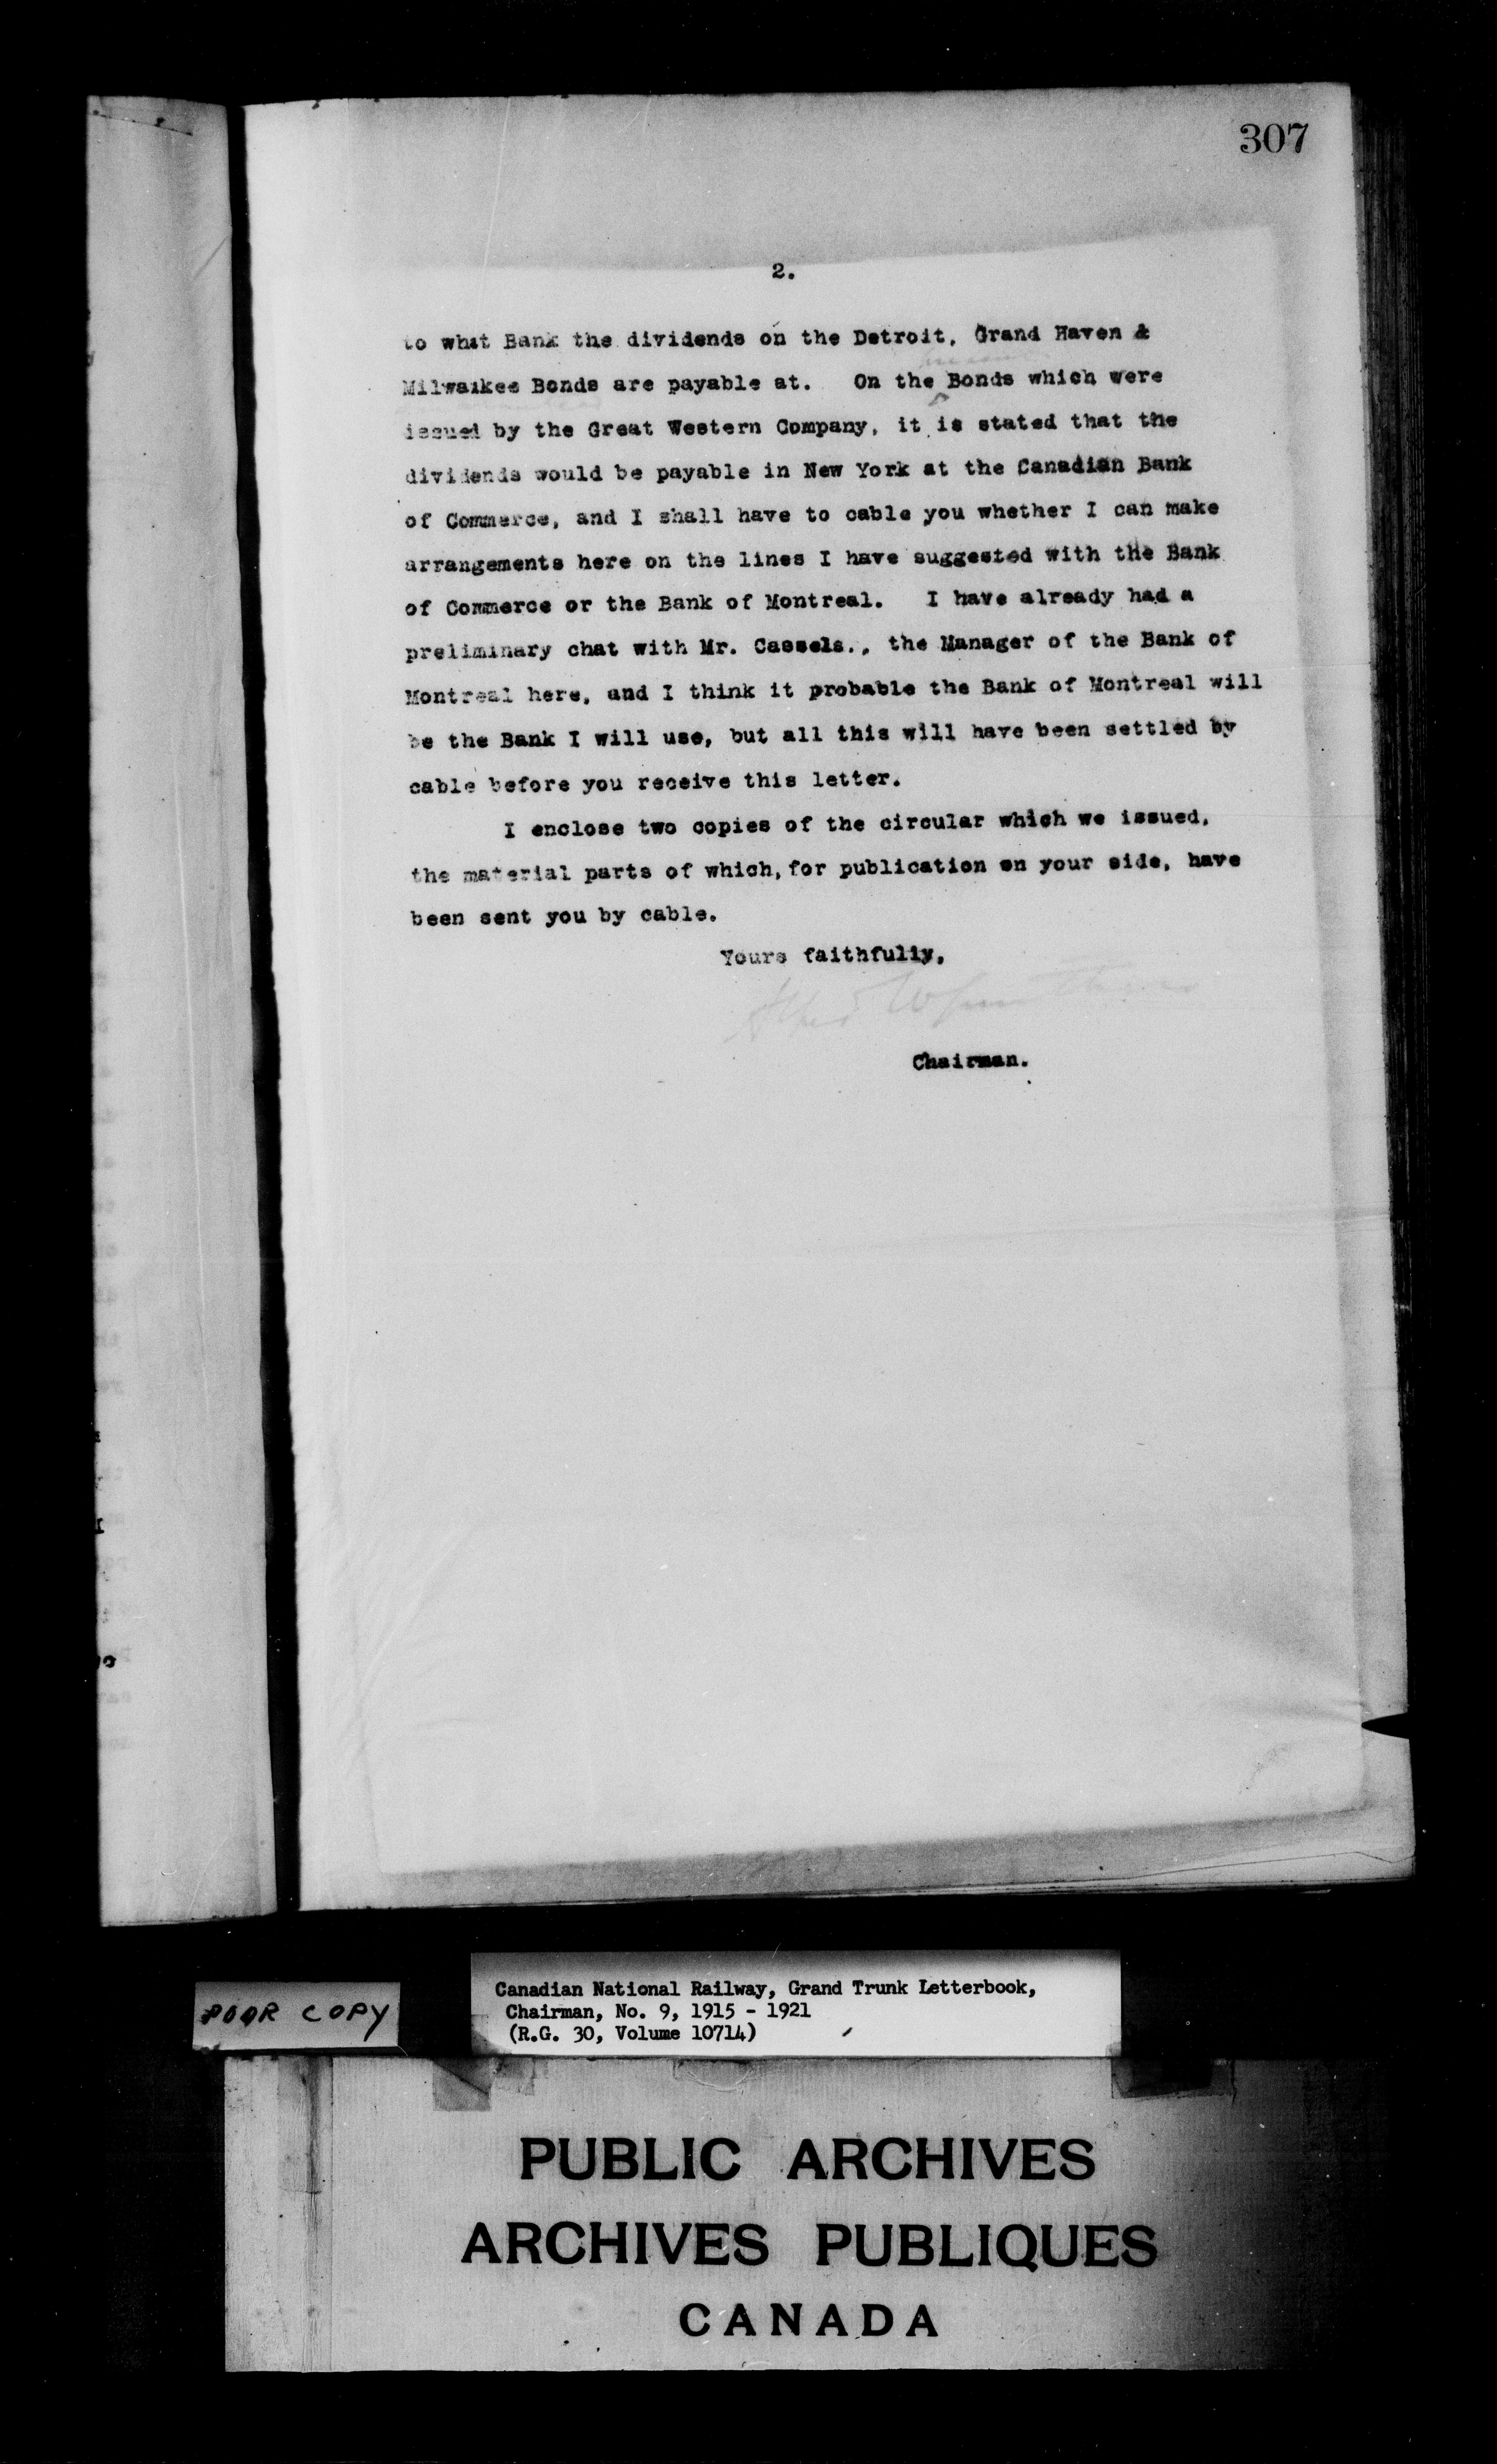 307
2.
to what Bank the dividends on the Detroit, Grand Haven &
Milwaukee Bonds are payable at. On the Bonds which were
issued by the Great Western Company, it is stated that the
dividends would be payable in New York at the Canadian Bank
of Commerce, and I shall have to cable you whether I can make
arrangements here on the lines I have suggested with the Bank
of Commerce or the Bank of Montreal. I have already had a
preliminary chat with Mr. Cassels., the Manager of the Bank of
Montreal here, and I think it probable the Bank of Montreal will
be the Bank I will use, but all this will have been settled by
cable before you receive this letter.
I enclose two copies of the circular which we issued,
the material parts of which, for publication on your side, have
been sent you by cable.
Yours faithfully,
Chairman.
POOR COPY
Canadian National Railway, Grand Trunk Letterbook,
Chairman, No. 9, 1915 - 1921
(R.G. 30, Volume 10714)
PUBLIC ARCHIVES
ARCHIVES PUBLIQUES
CANADA